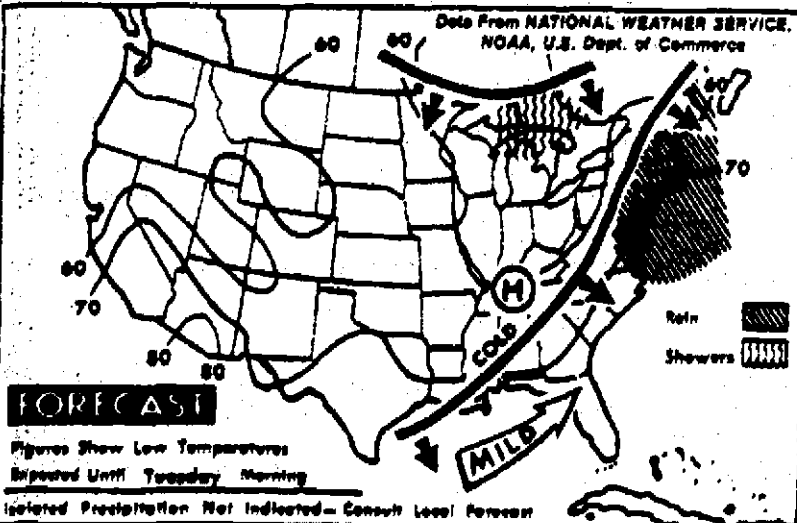 Data From NATIONAL WEATHER SERVICE,
NOAA, U.S. Dept. of Commerce
60
60
60
70
H
COLD
MILD
60
70
80
80
Rain
Showers
FORECAST
Figures Show Low Temperatures
Expected Until Tuesday Morning
Isolated Precipitation Not Indicated – Consult Local Forecast